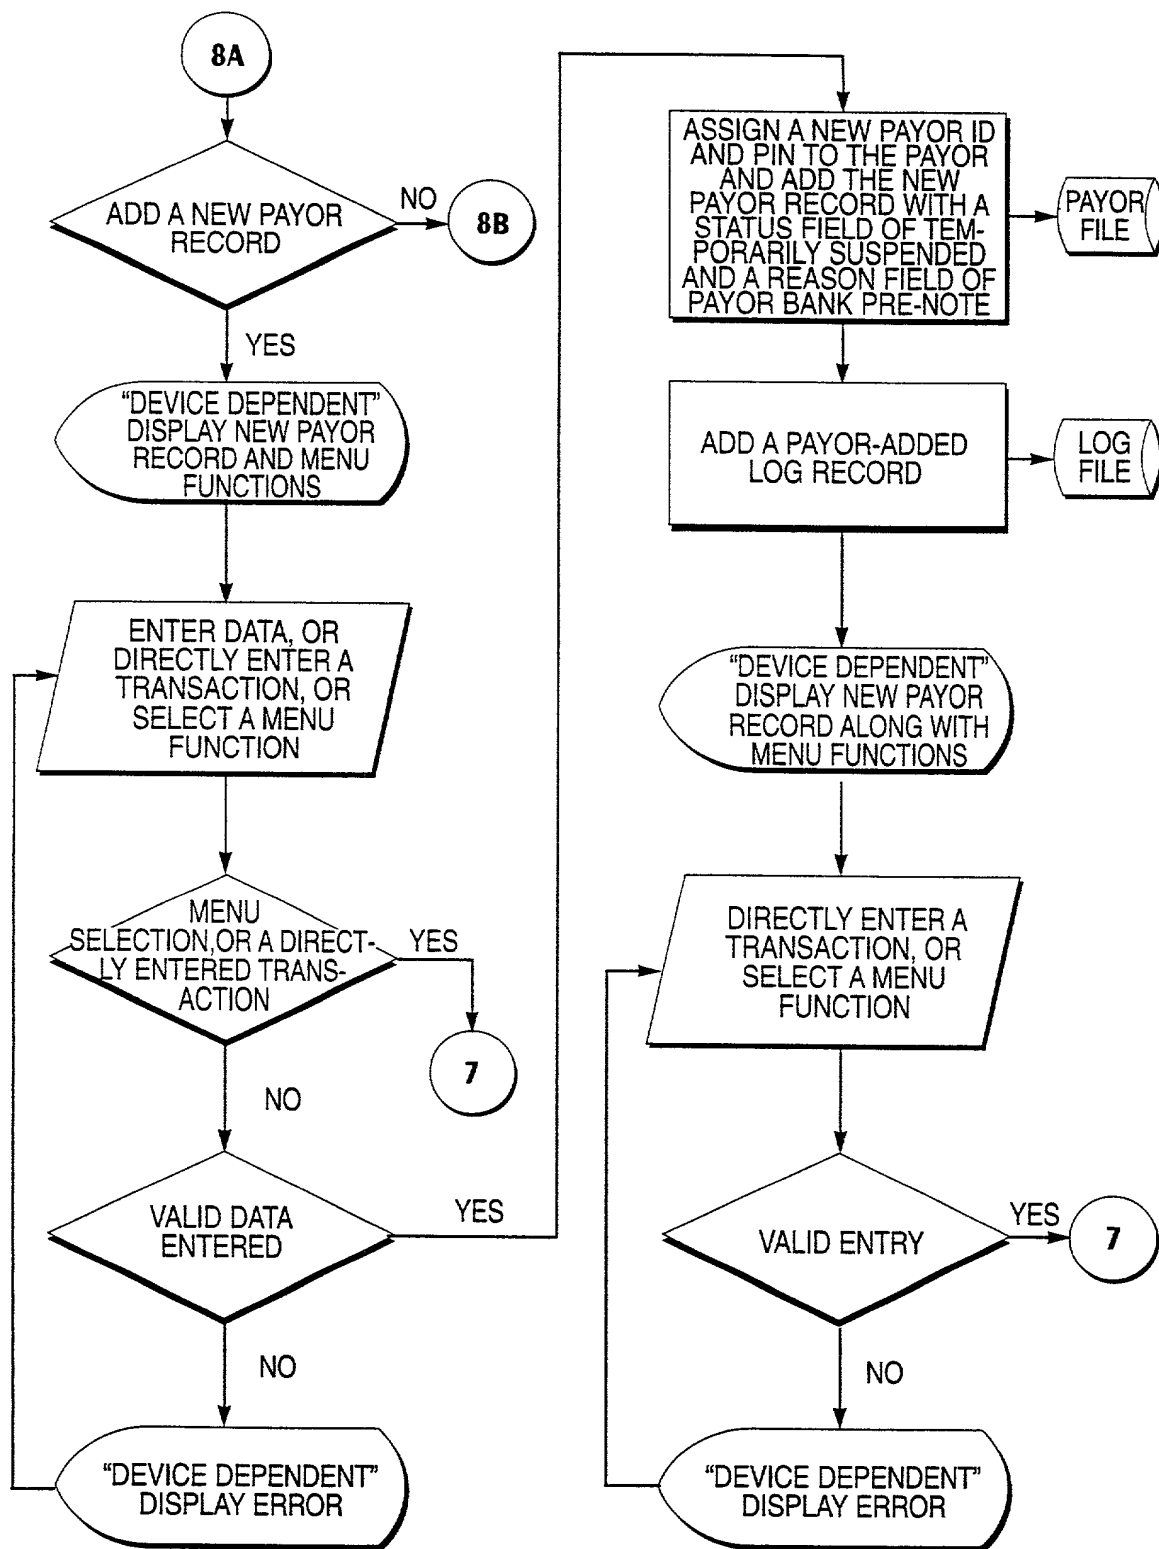 8A
ADD A NEW PAYOR
RECORD
NO
8B
YES
“DEVICE DEPENDENT”
DISPLAY NEW PAYOR
RECORD AND MENU
FUNCTIONS
ENTER DATA, OR
DIRECTLY ENTER A
TRANSACTION, OR
SELECT A MENU
FUNCTION
MENU
SELECTION,OR A DIRECT-
LY ENTERED TRANS-
ACTION
YES
7
NO
VALID DATA
ENTERED
YES
NO
“DEVICE DEPENDENT”
DISPLAY ERROR
ASSIGN A NEW PAYOR ID
AND PIN TO THE PAYOR
AND ADD THE NEW
PAYOR RECORD WITH A
STATUS FIELD OF TEM-
PORARILY SUSPENDED
AND A REASON FIELD OF
PAYOR BANK PRE-NOTE
PAYOR
FILE
ADD A PAYOR-ADDED
LOG RECORD
LOG
FILE
“DEVICE DEPENDENT”
DISPLAY NEW PAYOR
RECORD ALONG WITH
MENU FUNCTIONS
DIRECTLY ENTER A
TRANSACTION, OR
SELECT A MENU
FUNCTION
VALID ENTRY
YES
7
NO
“DEVICE DEPENDENT”
DISPLAY ERROR